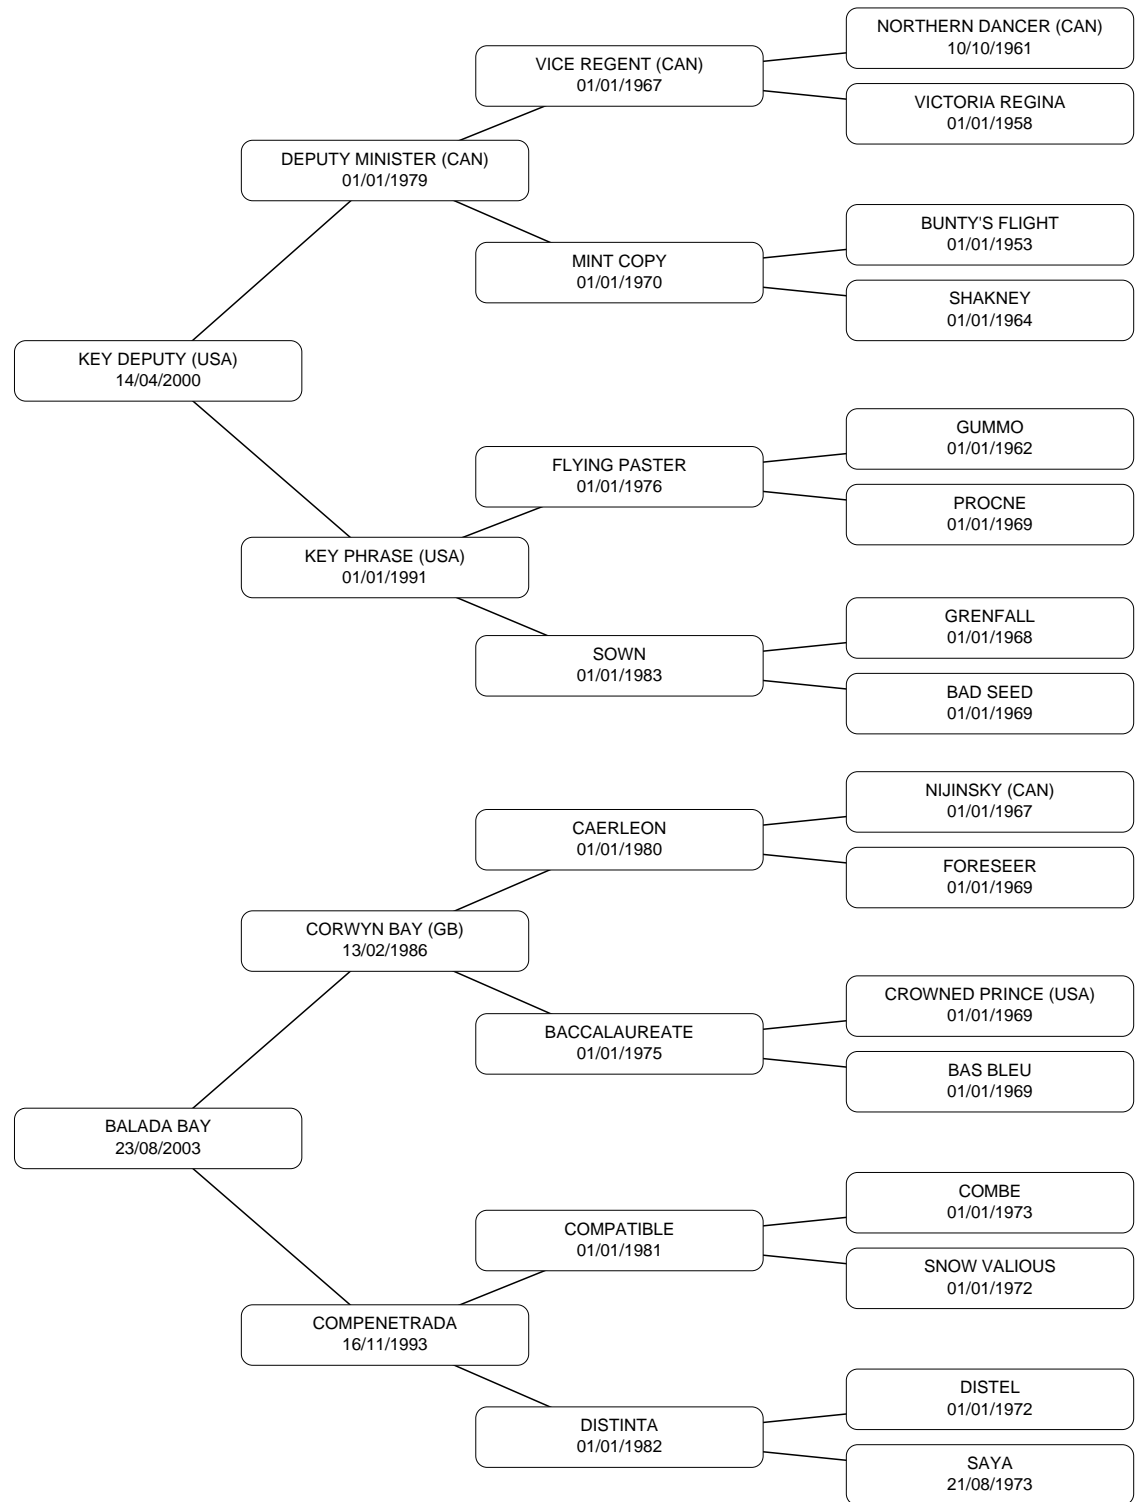 NORTHERN DANCER (CAN)
10/10/1961
VICE REGENT (CAN)
01/01/1967
VICTORIA REGINA
01/01/1958
DEPUTY MINISTER (CAN)
01/01/1979
BUNTY'S FLIGHT
01/01/1953
MINT COPY
01/01/1970
SHAKNEY
01/01/1964
KEY DEPUTY (USA)
14/04/2000
GUMMO
01/01/1962
FLYING PASTER
01/01/1976
PROCNE
01/01/1969
KEY PHRASE (USA)
01/01/1991
GRENFALL
01/01/1968
SOWN
01/01/1983
BAD SEED
01/01/1969
NIJINSKY (CAN)
01/01/1967
CAERLEON
01/01/1980
FORESEER
01/01/1969
CORWYN BAY (GB)
13/02/1986
CROWNED PRINCE (USA)
01/01/1969
BACCALAUREATE
01/01/1975
BAS BLEU
01/01/1969
BALADA BAY
23/08/2003
COMBE
01/01/1973
COMPATIBLE
01/01/1981
SNOW VALIOUS
01/01/1972
COMPENETRADA
16/11/1993
DISTEL
01/01/1972
DISTINTA
01/01/1982
SAYA
21/08/1973